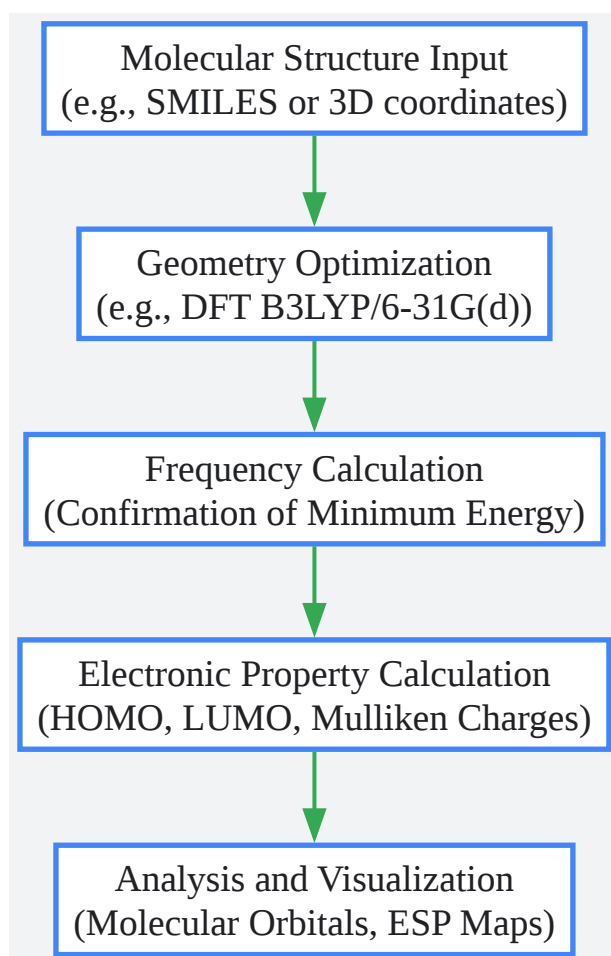 Molecular Structure Input
(e.g., SMILES or 3D coordinates)
Geometry Optimization
(e.g., DFT B3LYP/6-31G(d))
Frequency Calculation
(Confirmation of Minimum Energy)
Electronic Property Calculation
(HOMO, LUMO, Mulliken Charges)
Analysis and Visualization
(Molecular Orbitals, ESP Maps)